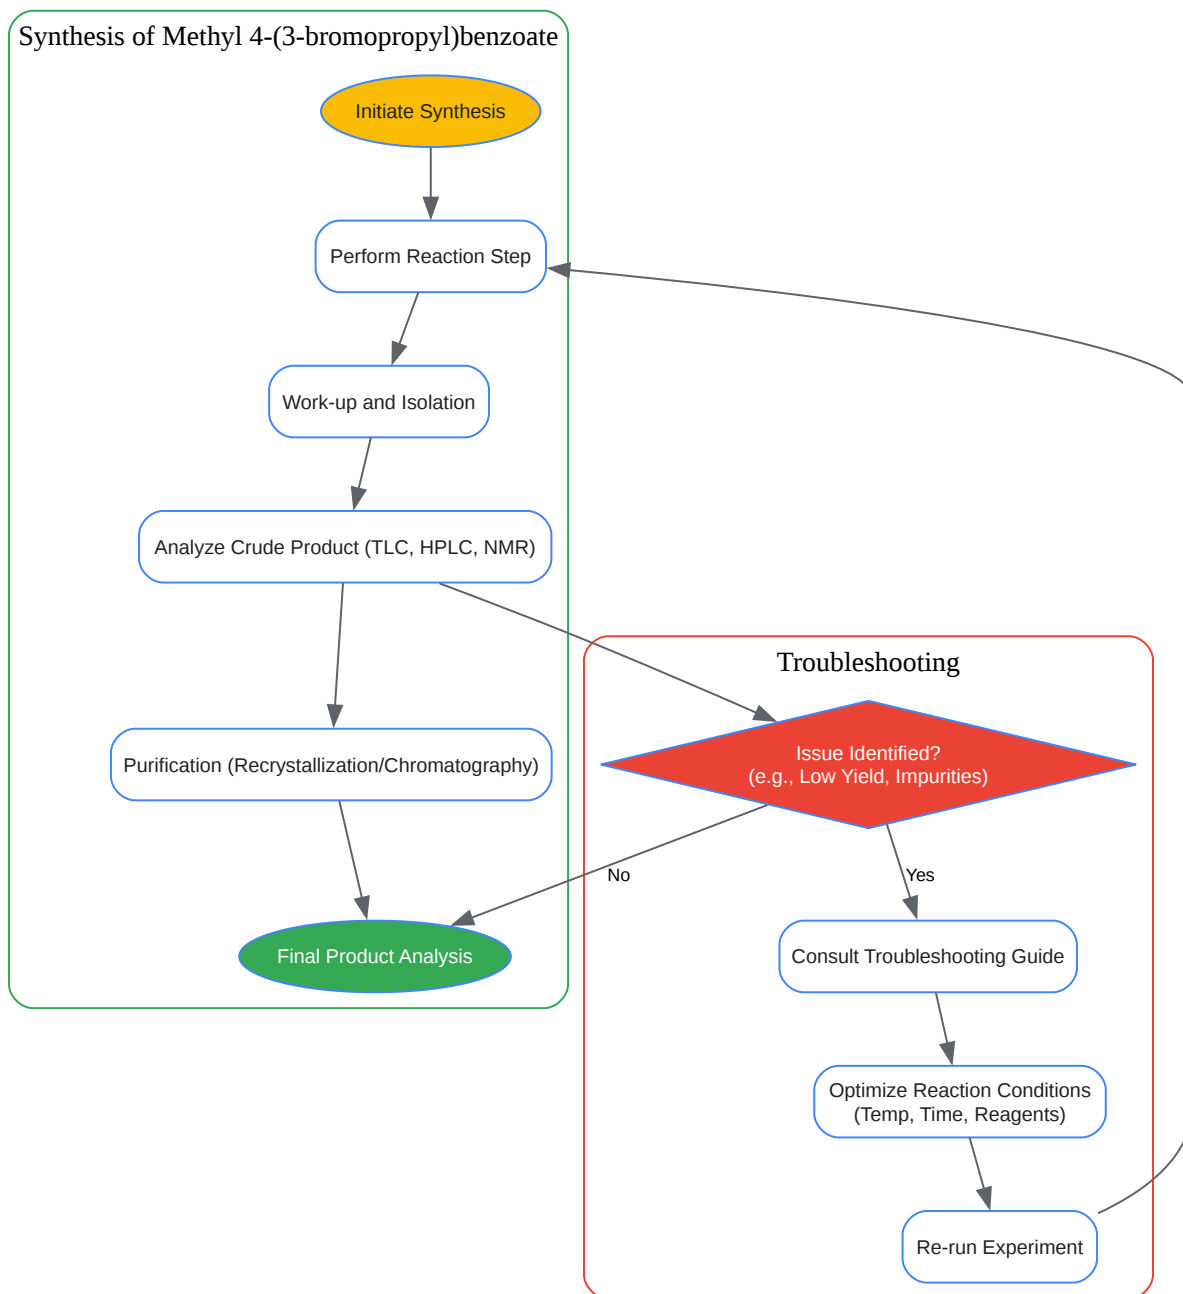 Synthesis of Methyl 4-(3-bromopropyl)benzoate
Initiate Synthesis
Perform Reaction Step
Work-up and Isolation
Analyze Crude Product (TLC, HPLC, NMR)
Purification (Recrystallization/Chromatography)
Final Product Analysis
Troubleshooting
Issue Identified?
(e.g., Low Yield, Impurities)
No
Yes
Consult Troubleshooting Guide
Optimize Reaction Conditions
(Temp, Time, Reagents)
Re-run Experiment